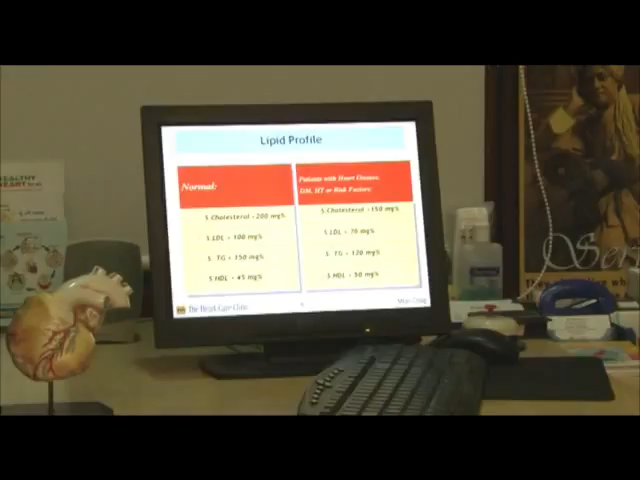 HEALTHY
HEART
Lipid Profile
Normal:
S Cholesterol - 200 mg%
S LDL - 100 mg%
S TG - 150 mg%
S HDL - 45 mg%
Patients with Heart Disease,
DM, HT or Risk Factors:
S Cholesterol - 150 mg%
S LDL - 70 mg%
S TG - 120 mg%
S HDL - 50 mg%
The Heart Care Clinic